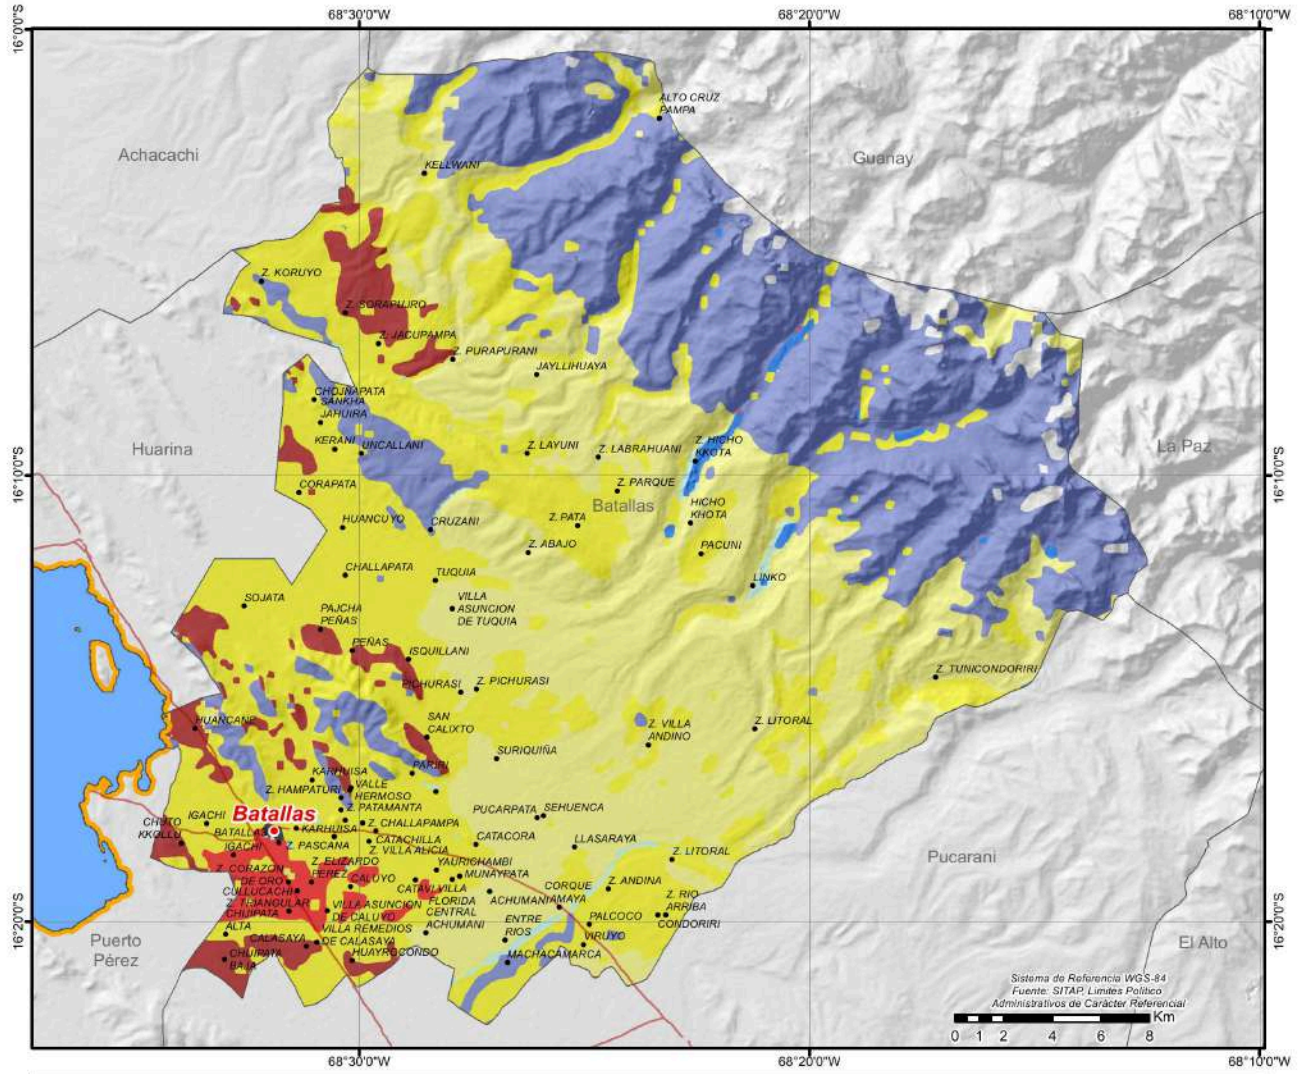 68°30'0"W
68°20'0"W
68°10'0"W
16°0'0"S
16°0'0"S
ALTO CRUZ
PAMPA
Achacachi
Guanay
KELLWANI
Z. KORUYO
Z. SORAPUJRO
Z. JACUPAMPA
Z. PURAPURANI
JAYLLIHUAYA
CHOJÑAPATA
SANKHA
JAHUIRA
KERANI
UNCALLANI
Huarina
La Paz
Z. LAYUNI
Z. LABRAHUANI
Z. HICHO
KKOTA
16°10'0"S
16°10'0"S
CORAPATA
Z. PARQUE
Batallas
HICHO
KHOTA
HUANCUYO
CRUZANI
Z. PATA
Z. ABAJO
PACUNI
CHALLAPATA
TUQUIA
LINKO
SOJATA
VILLA
ASUNCION
DE TUQUIA
PAJCHA
PEÑAS
PEÑAS
ISQUILLANI
Z. TUNICONDORIRI
PICHURASI
Z. PICHURASI
HUANCANE
SAN
CALIXTO
Z. VILLA
ANDINO
Z. LITORAL
SURIQUIÑA
KARHUISA
PARIRI
Z. HAMPATURI
VALLE
HERMOSO
Z. PATAMANTA
PUCARPATA
SEHUENCA
Batallas
CHUTO
KKOLLU
IGACHI
BATALLAS
KARHUISA
Z. CHALLAPAMPA
CATACHILLA
CATACORA
LLASARAYA
IGACHI
Z. PASCANA
Z. VILLA ALICIA
Z. LITORAL
Pucarani
Z. CORAZON
DE ORO
Z. ELIZARDO
PEREZ
CALUYO
YAURICHAMBI
MUNAYPATA
CULLUCACHI
CATAVI
VILLA
FLORIDA
ACHUMANI
CORQUE
AMAYA
Z. ANDINA
Z. TRIANGULAR
CHUIPATA
ALTA
VILLA ASUNCION
DE CALUYO
CENTRAL
ACHUMANI
Z. RIO
ARRIBA
CONDORIRI
16°20'0"S
16°20'0"S
VILLA REMEDIOS
DE CALASAYA
CALASAYA
ENTRE
RIOS
PALCOCO
VIRUYO
Puerto
Pérez
CHUIPATA
BAJA
HUAYROCONDO
MACHACAMARCA
El Alto
Sistema de Referencia WGS-84
Fuente: SITAP, Limites Politico
Administrativos de Carácter Referencial
Km
0 1 2 4 6 8
68°30'0"W
68°20'0"W
68°10'0"W